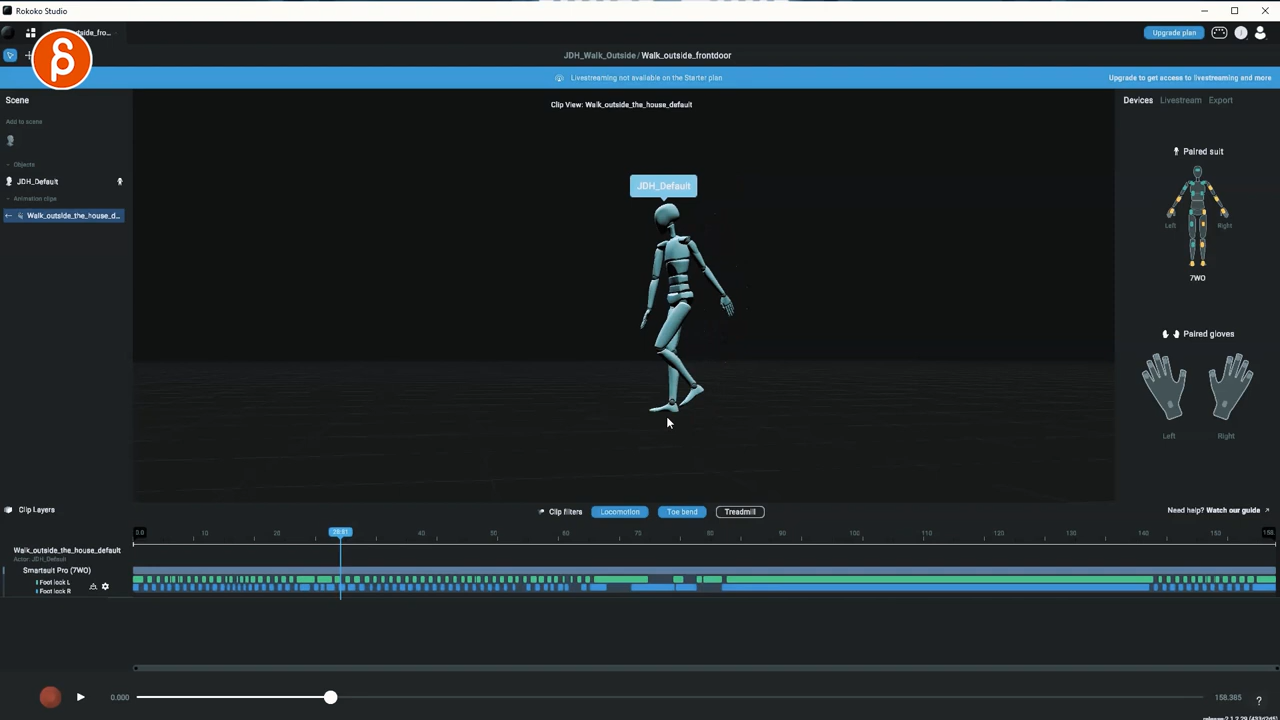 Rokoko Studio
Upgrade plan
JDH_Walk_Outside / Walk_outside_frontdoor
Livestreaming not available on the Starter plan
Upgrade to get access to livestreaming and more
Scene
Clip View: Walk_outside_the_house_default
Devices Livestream Export
Add to scene
Paired suit
Objects
JDH_Default
JDH_Default
Animation clips
Walk_outside_the_house_d...
Left Right
7WO
Paired gloves
Left Right
Clip Layers
Clip filters Locomotion Toe bend Treadmill
Need help? Watch our guide
0.0 10 20 40 50 60 70 80 90 100 110 120 130 140 150 158
Walk_outside_the_house_default
Actor: JDH_Default
Smartsuit Pro (7WO)
Foot lock L
Foot lock R
0.000
158.365
?